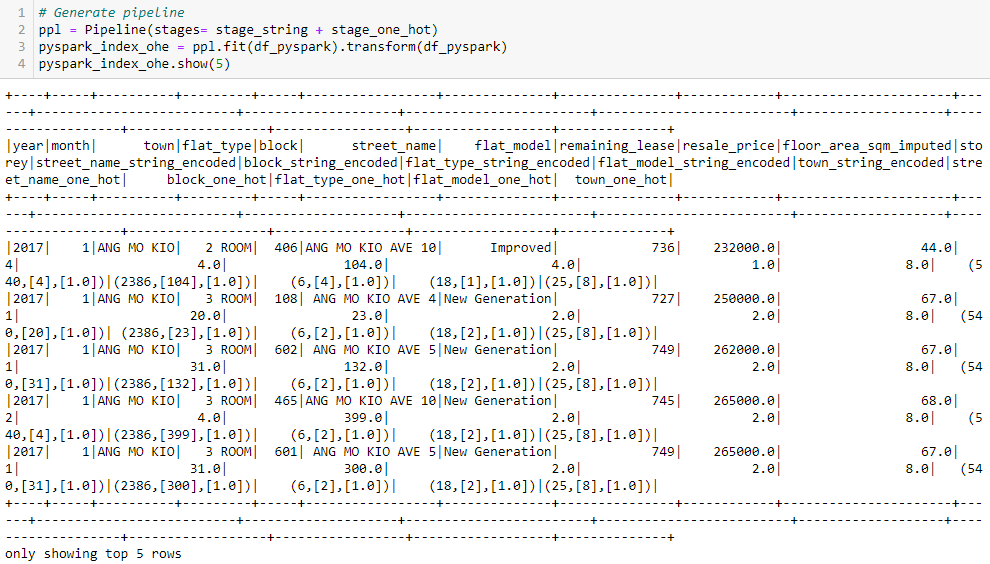 1 # Generate pipeline
2 ppl = Pipeline(stages= stage_string + stage_one_hot)
3 pyspark_index_ohe = ppl.fit(df_pyspark).transform(df_pyspark)
4 pyspark_index_ohe.show(5)
+----+-----+----------+---------+-----+----------------+--------------+---------------+------------+----------------------+---
---+--------------------------+--------------------+------------------------+-------------------------+-------------------+----
----------------+------------------+----------------+-----------------+---------------+
|year|month|      town|flat_type|block|     street_name|    flat_model|remaining_lease|resale_price|floor_area_sqm_imputed|sto
rey|street_name_string_encoded|block_string_encoded|flat_type_string_encoded|flat_model_string_encoded|town_string_encoded|stre
et_name_one_hot|     block_one_hot|flat_type_one_hot|flat_model_one_hot|  town_one_hot|
+----+-----+----------+---------+-----+----------------+--------------+---------------+------------+----------------------+---
---+--------------------------+--------------------+------------------------+-------------------------+-------------------+----
----------------+------------------+----------------+-----------------+---------------+
|2017|    1|ANG MO KIO|   2 ROOM|  406|ANG MO KIO AVE 10|      Improved|            736|    232000.0|                  44.0|
4|                      4.0|               104.0|                     4.0|                      1.0|                8.0|    (5
40,[4],[1.0])|(2386,[104],[1.0])|    (6,[4],[1.0])|    (18,[1],[1.0])|(25,[8],[1.0])|
|2017|    1|ANG MO KIO|   3 ROOM|  108| ANG MO KIO AVE 4|New Generation|            727|    250000.0|                  67.0|
1|                     20.0|                23.0|                     2.0|                      2.0|                8.0|   (54
0,[20],[1.0])| (2386,[23],[1.0])|    (6,[2],[1.0])|    (18,[2],[1.0])|(25,[8],[1.0])|
|2017|    1|ANG MO KIO|   3 ROOM|  602| ANG MO KIO AVE 5|New Generation|            749|    262000.0|                  67.0|
1|                     31.0|               132.0|                     2.0|                      2.0|                8.0|   (54
0,[31],[1.0])|(2386,[132],[1.0])|    (6,[2],[1.0])|    (18,[2],[1.0])|(25,[8],[1.0])|
|2017|    1|ANG MO KIO|   3 ROOM|  465|ANG MO KIO AVE 10|New Generation|            745|    265000.0|                  68.0|
2|                      4.0|               399.0|                     2.0|                      2.0|                8.0|    (5
40,[4],[1.0])|(2386,[399],[1.0])|    (6,[2],[1.0])|    (18,[2],[1.0])|(25,[8],[1.0])|
|2017|    1|ANG MO KIO|   3 ROOM|  601| ANG MO KIO AVE 5|New Generation|            749|    265000.0|                  67.0|
1|                     31.0|               300.0|                     2.0|                      2.0|                8.0|   (54
0,[31],[1.0])|(2386,[300],[1.0])|    (6,[2],[1.0])|    (18,[2],[1.0])|(25,[8],[1.0])|
+----+-----+----------+---------+-----+----------------+--------------+---------------+------------+----------------------+---
---+--------------------------+--------------------+------------------------+-------------------------+-------------------+----
----------------+------------------+----------------+-----------------+---------------+
only showing top 5 rows